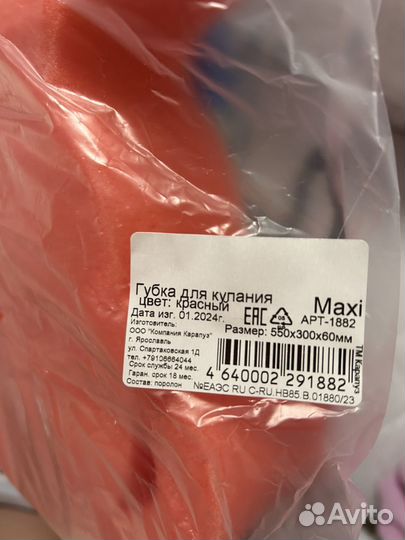 Губка для купания
цвет: красный
Maxi
Дата изг. 01.2024г.
EAC
АРТ-1882
Изготовитель:
Размер: 550х300х60мм
ООО "Компания Карапуз"
г. Ярославль
ул. Спартаковская 1Д
тел. +79106664044
Срок службы 24 мес.
Гаран. срок 18 мес.
Состав: поролон
4 640002 291882
№ЕАЭС RU C-RU.НВ85.В.01880/23
ТМ Карапуз
Avito